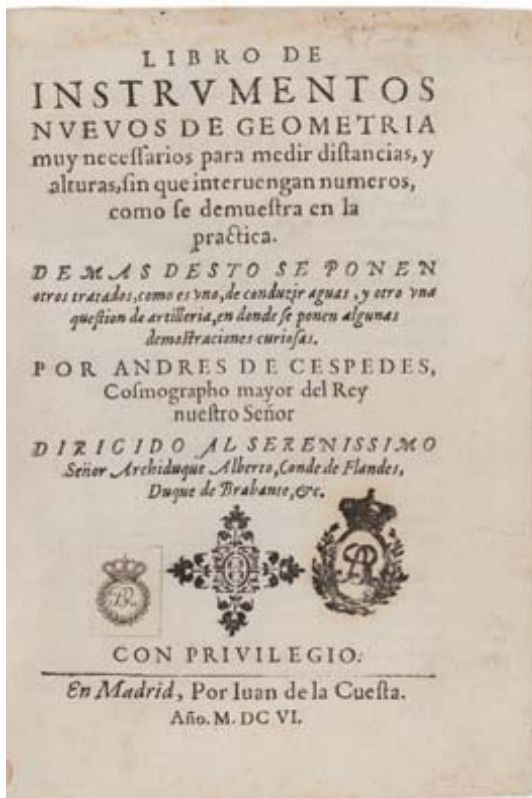 LIBRO DE
INSTRVMENTOS
NVEVOS DE GEOMETRIA
muy necessarios para medir distancias, y
alturas, sin que interuengan numeros,
como se demuestra en la
practica.
DEMAS DESTO SE PONEN
otros tratados, como es vno, de conduzir aguas, y otro vna
question de artilleria, en donde se ponen algunas
demostraciones curiosas.
POR ANDRES DE CESPEDES,
Cosmographo mayor del Rey
nuestro Señor
DIRIGIDO AL SERENISSIMO
Señor Archiduque Alberto, Conde de Flandes,
Duque de Brabante, &c.
CON PRIVILEGIO:
En Madrid, Por Iuan de la Cuesta.
Año. M. DC VI.